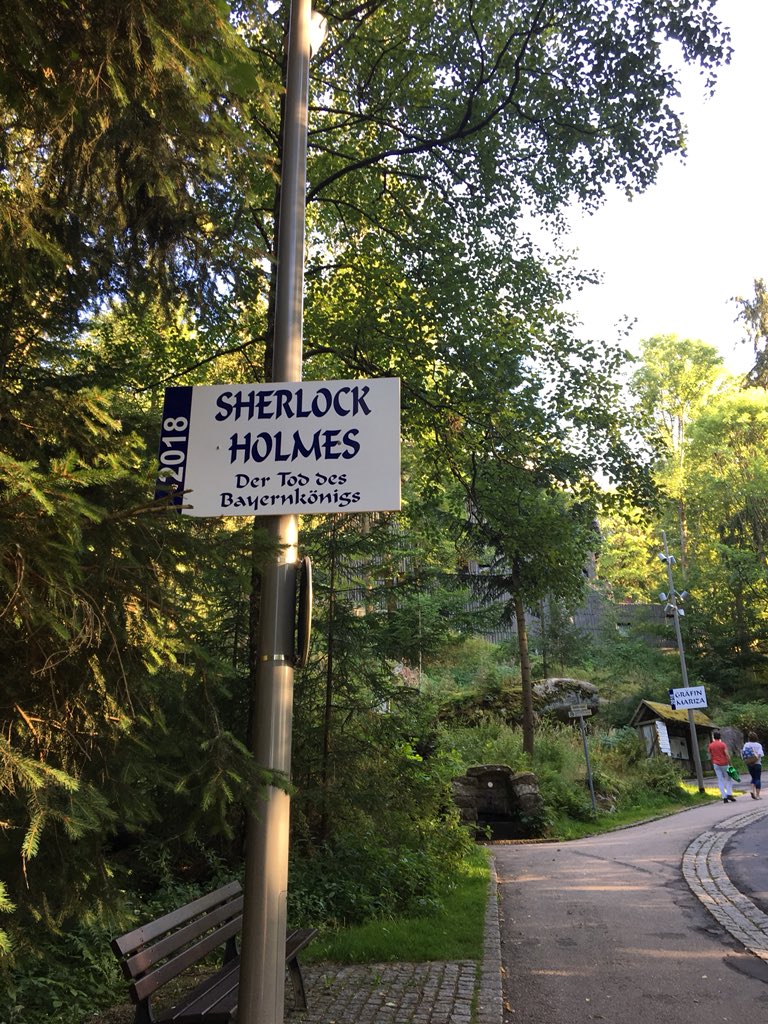 2018
SHERLOCK
HOLMES
Der Tod des
Bayernkönigs
GRÄFIN
MARIZA